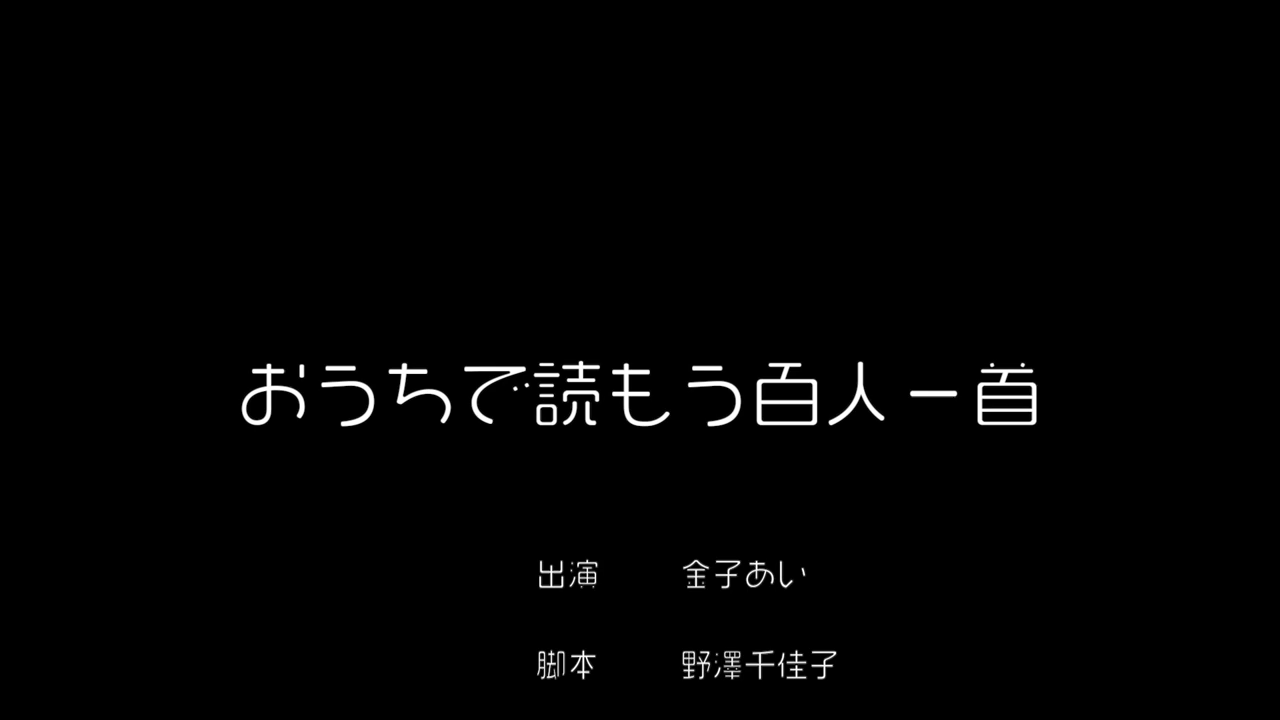 おうちで読もう百人一首
出演 金子あい
脚本 野澤千佳子